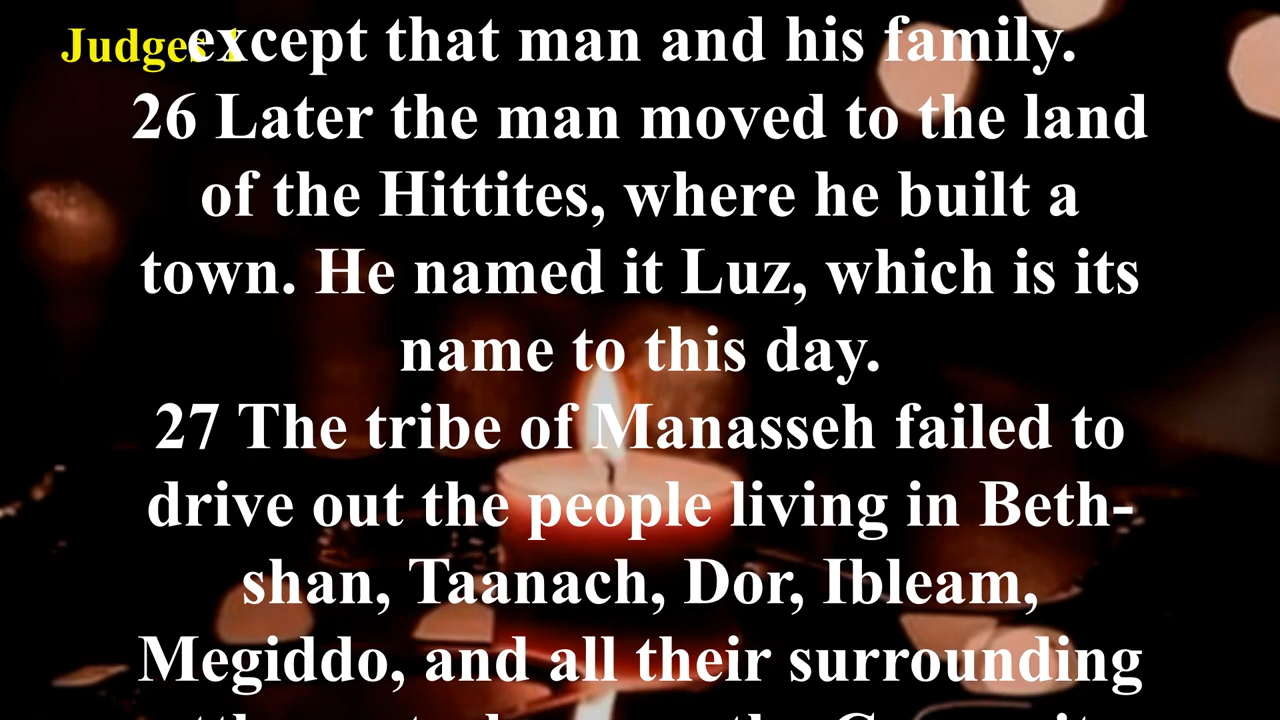 Judges 1
except that man and his family.
26 Later the man moved to the land
of the Hittites, where he built a
town. He named it Luz, which is its
name to this day.
27 The tribe of Manasseh failed to
drive out the people living in Beth-
shan, Taanach, Dor, Ibleam,
Megiddo, and all their surrounding